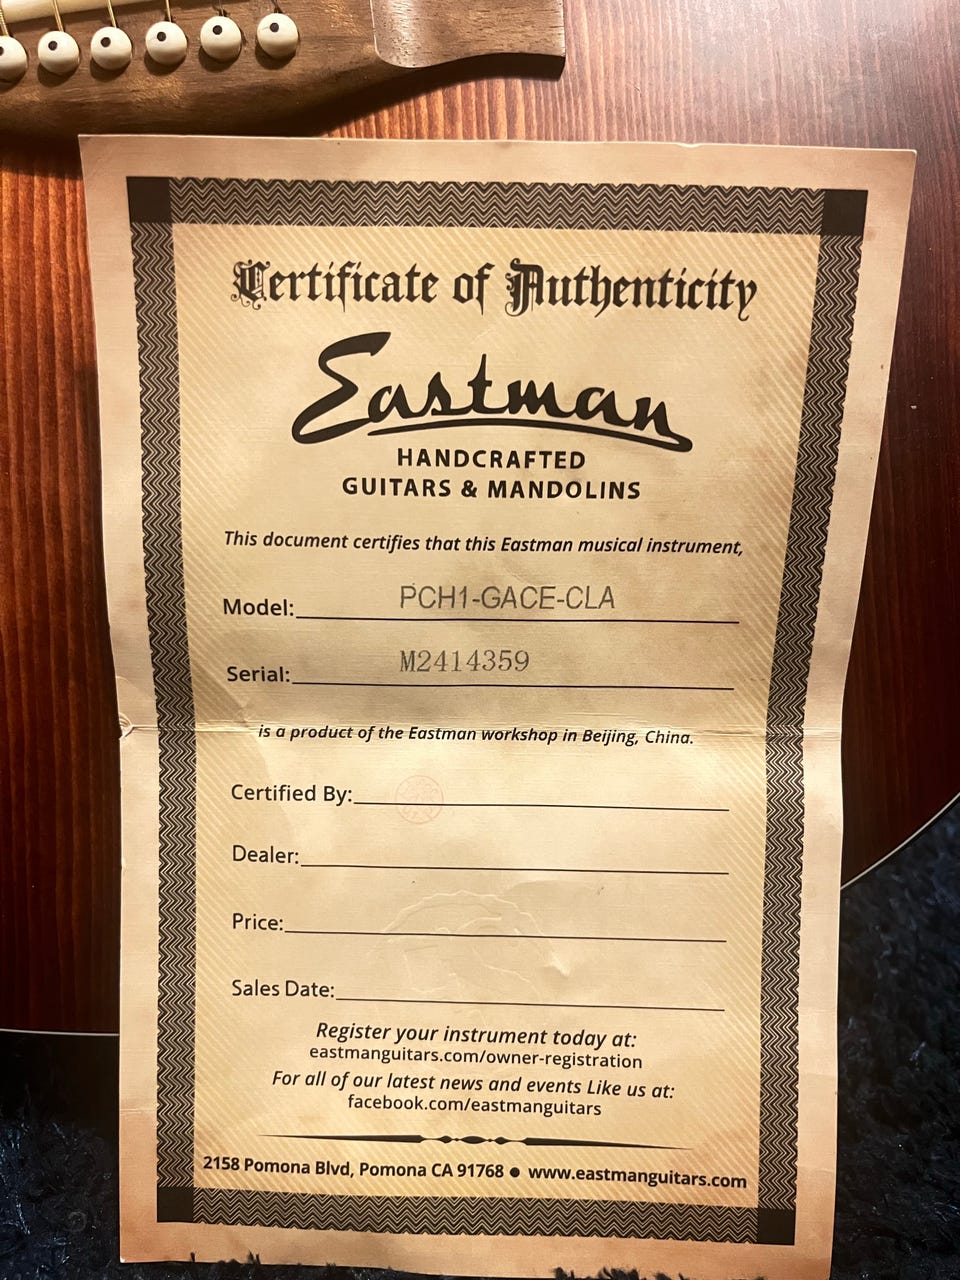 Certificate of Authenticity
Eastman
HANDCRAFTED
GUITARS & MANDOLINS
This document certifies that this Eastman musical instrument,
Model: PCH1-GACE-CLA
Serial: M2414359
is a product of the Eastman workshop in Beijing, China.
Certified By:
Dealer:
Price:
Sales Date:
Register your instrument today at:
eastmanguitars.com/owner-registration
For all of our latest news and events Like us at:
facebook.com/eastmanguitars
2158 Pomona Blvd, Pomona CA 91768 ● www.eastmanguitars.com